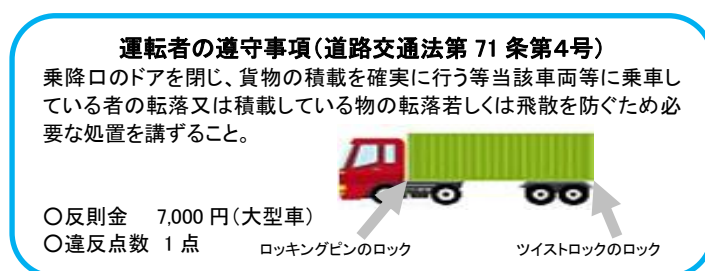 運転者の遵守事項(道路交通法第 71 条第4号)
乗降口のドアを閉じ、貨物の積載を確実に行う等当該車両等に乗車し
ている者の転落又は積載している物の転落若しくは飛散を防ぐため必
要な処置を講ずること。
〇反則金 7,000 円(大型車)
〇違反点数 1 点
ロッキングピンのロック
ツイストロックのロック